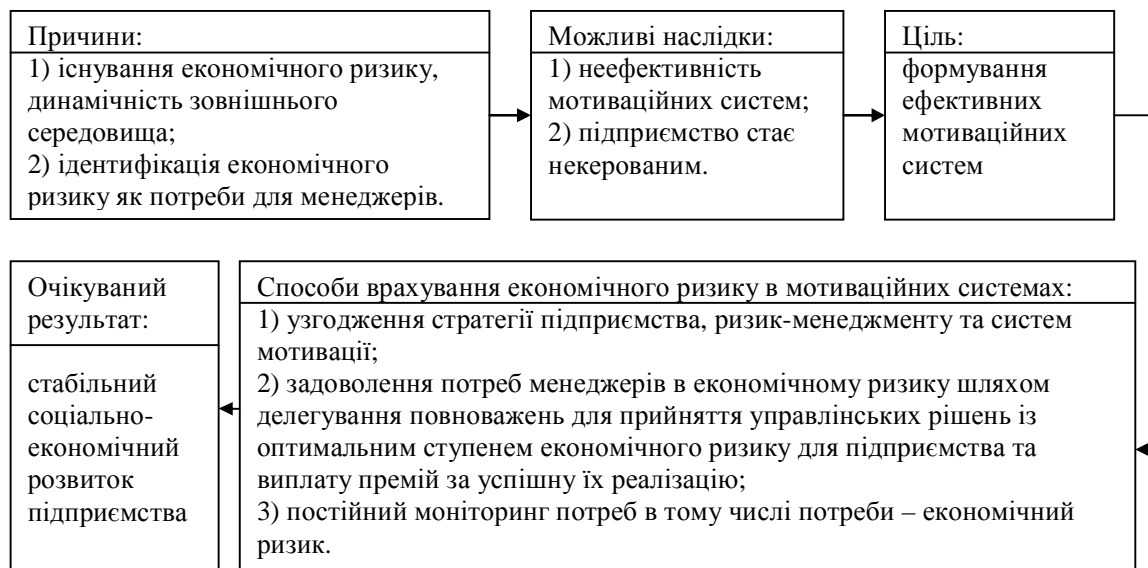 Причини:
1) існування економічного ризику,
динамічність зовнішнього
середовища;
2) ідентифікація економічного
ризику як потреби для менеджерів.
Можливі наслідки:
1) неефективність
мотиваційних систем;
2) підприємство стає
некерованим.
Ціль:
формування
ефективних
мотиваційних
систем
Способи врахування економічного ризику в мотиваційних системах:
1) узгодження стратегії підприємства, ризик-менеджменту та систем
мотивації;
2) задоволення потреб менеджерів в економічному ризику шляхом
делегування повноважень для прийняття управлінських рішень із
оптимальним ступенем економічного ризику для підприємства та
виплату премій за успішну їх реалізацію;
3) постійний моніторинг потреб в тому числі потреби – економічний
ризик.
Очікуваний
результат:
стабільний
соціально-
економічний
розвиток
підприємства